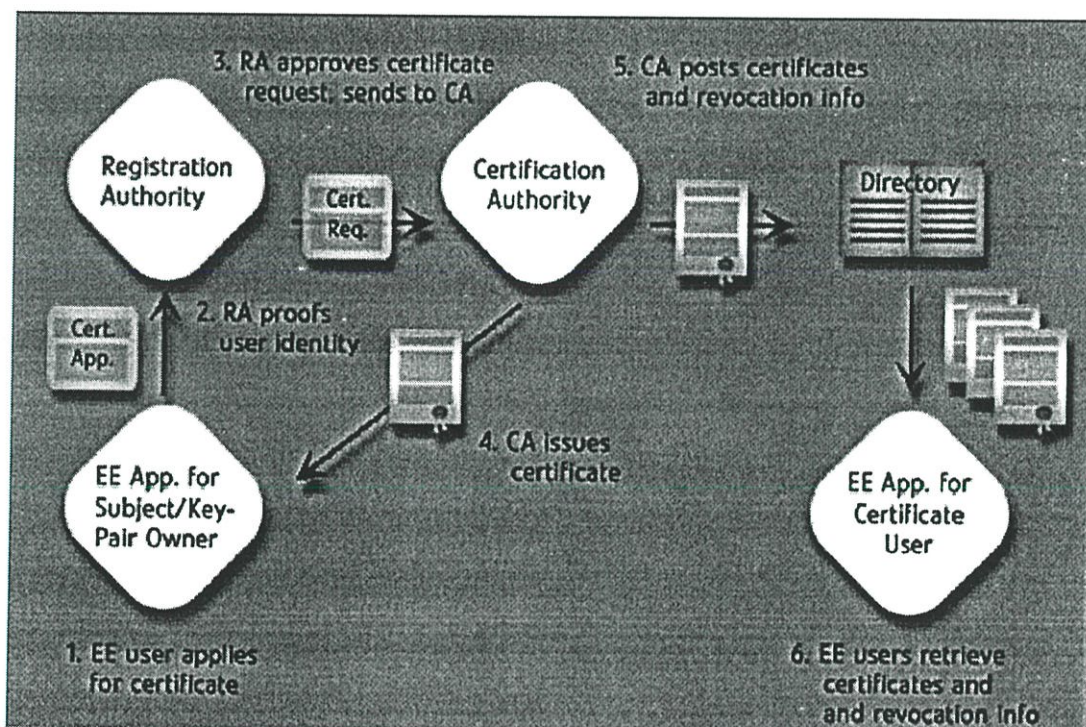 3. RA approves certificate
request, sends to CA
5. CA posts certificates
and revocation info
Registration
Authority
Cert.
Req.
Certification
Authority
Directory
Cert.
App.
2. RA proofs
user identity
4. CA issues
certificate
EE App. for
Subject/Key-
Pair Owner
EE App. for
Certificate
User
1. EE user applies
for certificate
6. EE users retrieve
certificates and
and revocation info